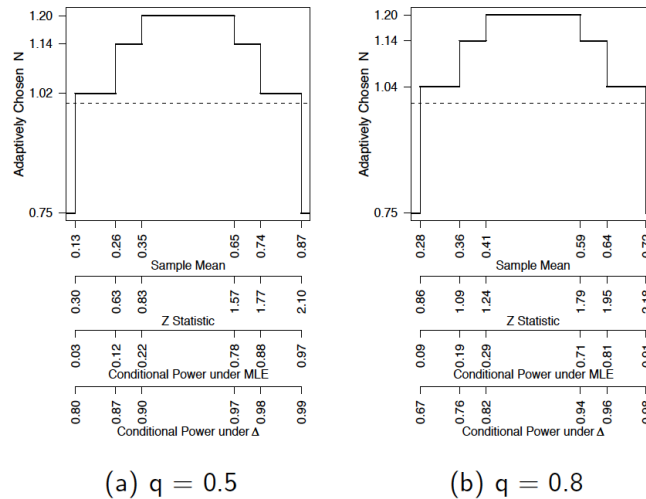 1.20
1.14
1.02
0.75
Adaptively Chosen N
0.13 0.26 0.35 0.65 0.74 0.87
Sample Mean
0.30 0.63 0.83 1.57 1.77 2.10
Z Statistic
0.03 0.12 0.22 0.78 0.88 0.97
Conditional Power under MLE
0.80 0.87 0.90 0.97 0.98 0.99
Conditional Power under Δ
(a) q = 0.5
1.20
1.14
1.04
0.75
Adaptively Chosen N
0.28 0.36 0.41 0.59 0.64
Sample Mean
0.86 1.09 1.24 1.79 1.95
Z Statistic
0.09 0.19 0.29 0.71 0.81
Conditional Power under MLE
0.67 0.76 0.82 0.94 0.96
Conditional Power under Δ
(b) q = 0.8